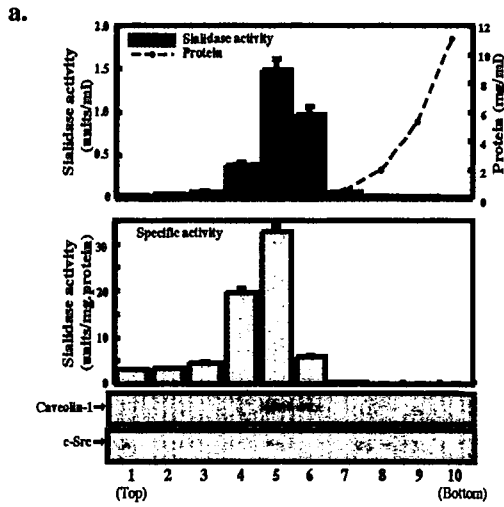 a.
Sialidase activity
(units/ml)
2.0
1.5
1.0
0.5
0
Sialidase activity
Protein
12
10
8
6
4
2
0
Protein (mg/ml)
Sialidase activity
(units/mg.protein)
30
20
10
0
Specific activity
Caveolin-1→
c-Src→
1 2 3 4 5 6 7 8 9 10
(Top) (Bottom)